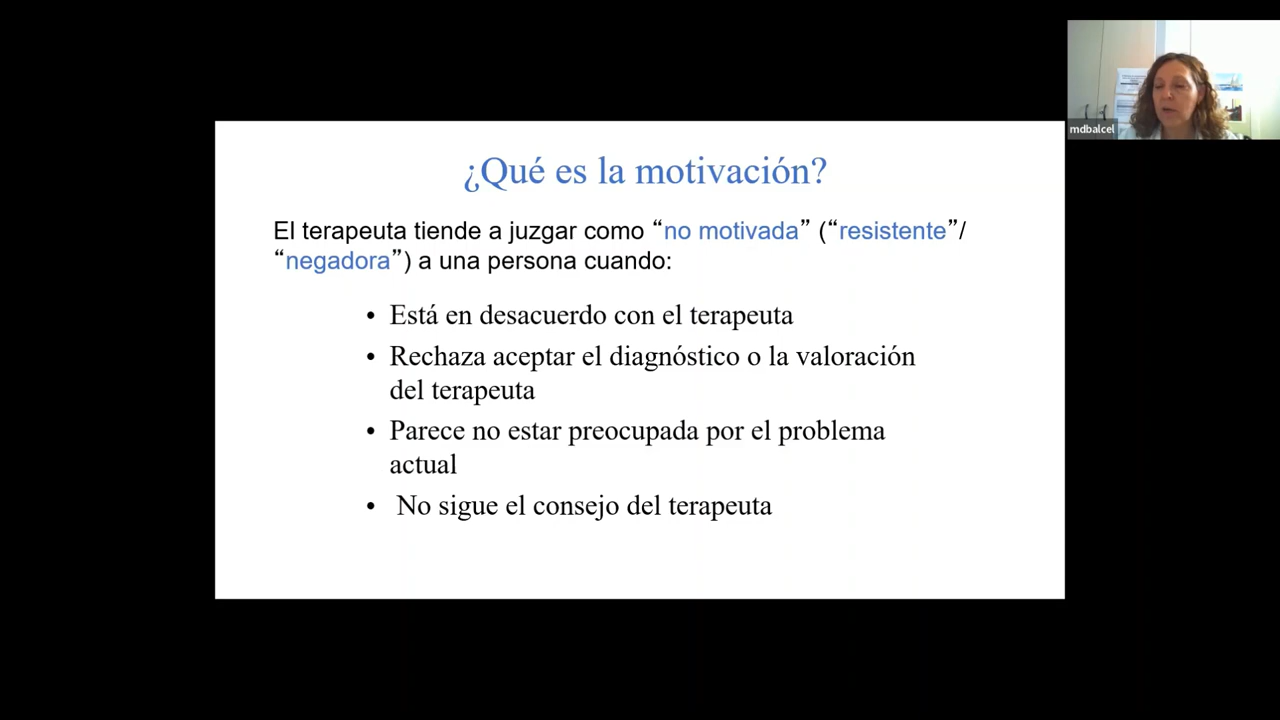 mdbalcel
¿Qué es la motivación?
El terapeuta tiende a juzgar como “no motivada” (“resistente”/
“negadora”) a una persona cuando:
• Está en desacuerdo con el terapeuta
• Rechaza aceptar el diagnóstico o la valoración
del terapeuta
• Parece no estar preocupada por el problema
actual
• No sigue el consejo del terapeuta